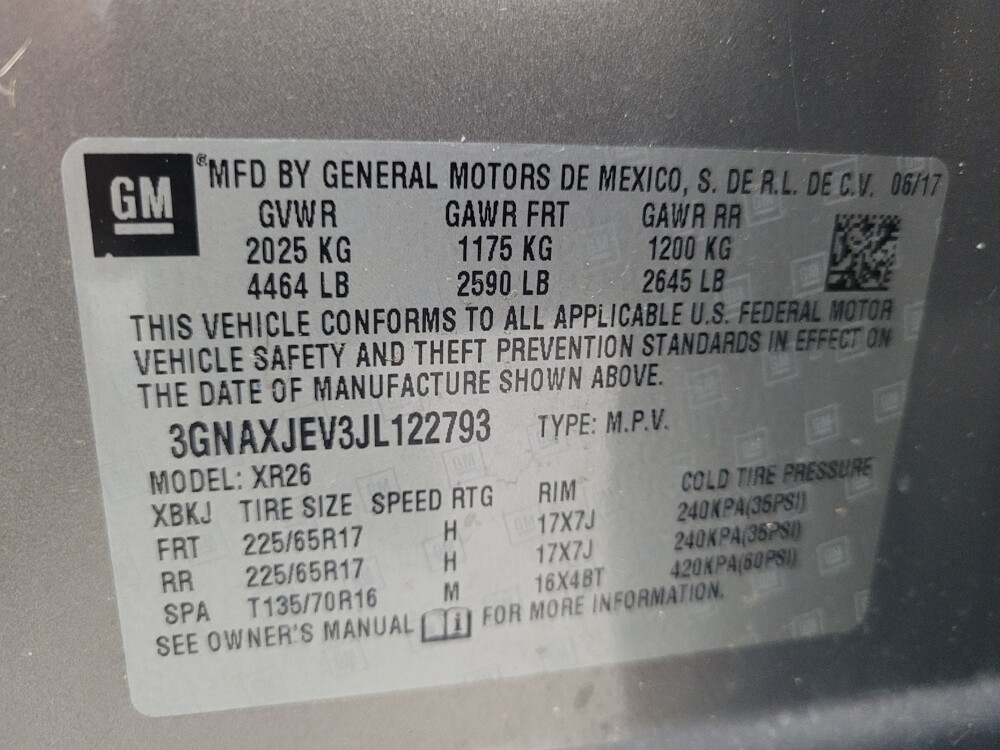 GM ® MFD BY GENERAL MOTORS DE MEXICO, S. DE R.L. DE C.V. 06/17
GVWR GAWR FRT GAWR RR
2025 KG 1175 KG 1200 KG
4464 LB 2590 LB 2645 LB
THIS VEHICLE CONFORMS TO ALL APPLICABLE U.S. FEDERAL MOTOR
VEHICLE SAFETY AND THEFT PREVENTION STANDARDS IN EFFECT ON
THE DATE OF MANUFACTURE SHOWN ABOVE.
3GNAXJEV3JL122793 TYPE: M.P.V.
MODEL: XR26
XBKJ TIRE SIZE SPEED RTG RIM COLD TIRE PRESSURE
FRT 225/65R17 H 17X7J 240KPA(35PSI)
RR 225/65R17 H 17X7J 240KPA(35PSI)
SPA T135/70R16 M 16X4BT 420KPA(60PSI)
SEE OWNER'S MANUAL i FOR MORE INFORMATION.